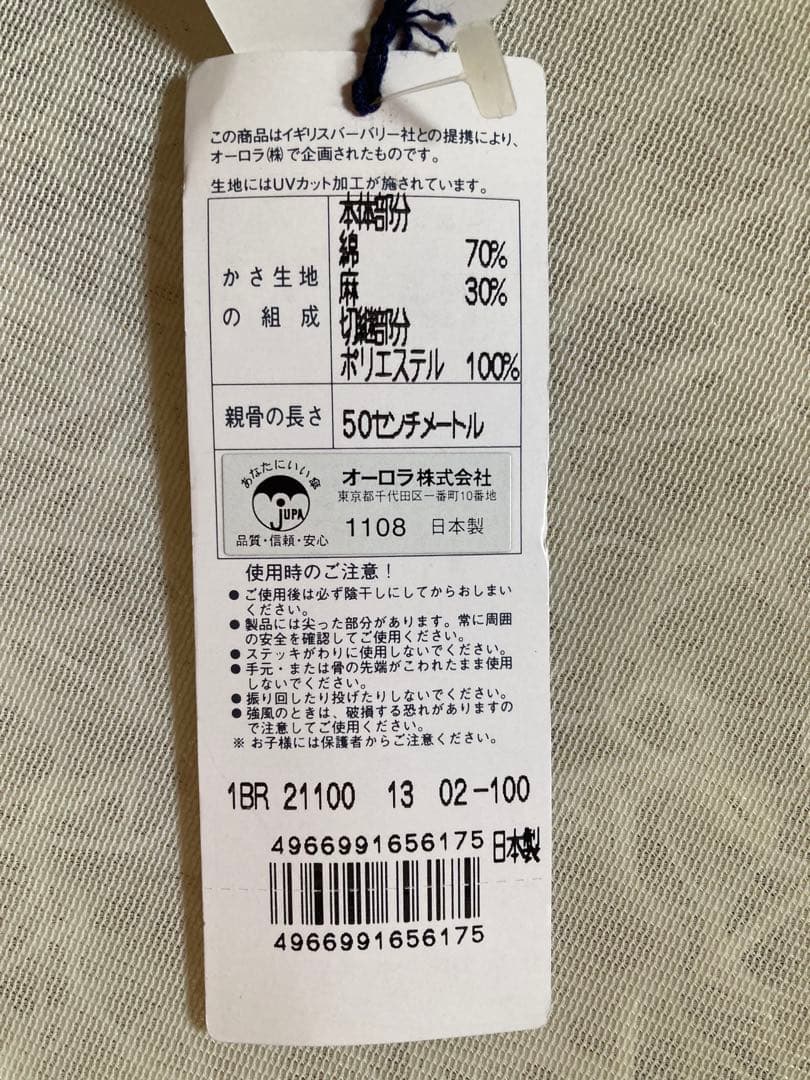 この商品はイギリスバーバリー社との提携により、
オーロラ㈱で企画されたものです。
生地にはUVカット加工が施されています。
かさ生地
の組成
本体部分
綿 70%
麻 30%
切継部分
ポリエステル 100%
親骨の長さ
50センチメートル
あなたにいい傘
JUPA
品質・信頼・安心
オーロラ株式会社
東京都千代田区一番町10番地
1108 日本製
使用時のご注意！
●ご使用後は必ず陰干しにしてからおしまい
ください。
●製品には尖った部分があります。常に周囲
の安全を確認してご使用ください。
●ステッキがわりに使用しないでください。
●手元・または骨の先端がこわれたまま使用
しないでください。
●振り回したり投げたりしないでください。
●強風のときは、破損する恐れがありますの
で注意してご使用ください。
※お子様には保護者からご注意ください。
1BR 21100 13 02-100
4966991656175 日本製
4966991656175